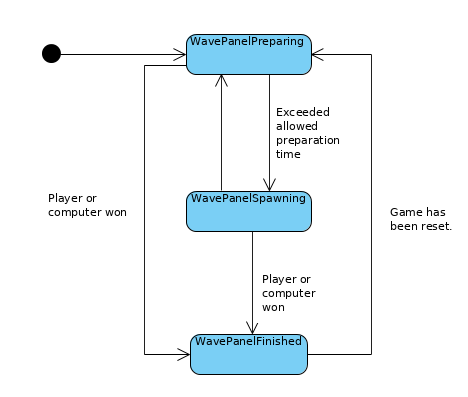 WavePanelPreparing
Exceeded
allowed
preparation
time
WavePanelSpawning
Player or
computer won
Game has
been reset.
Player or
computer
won
WavePanelFinished